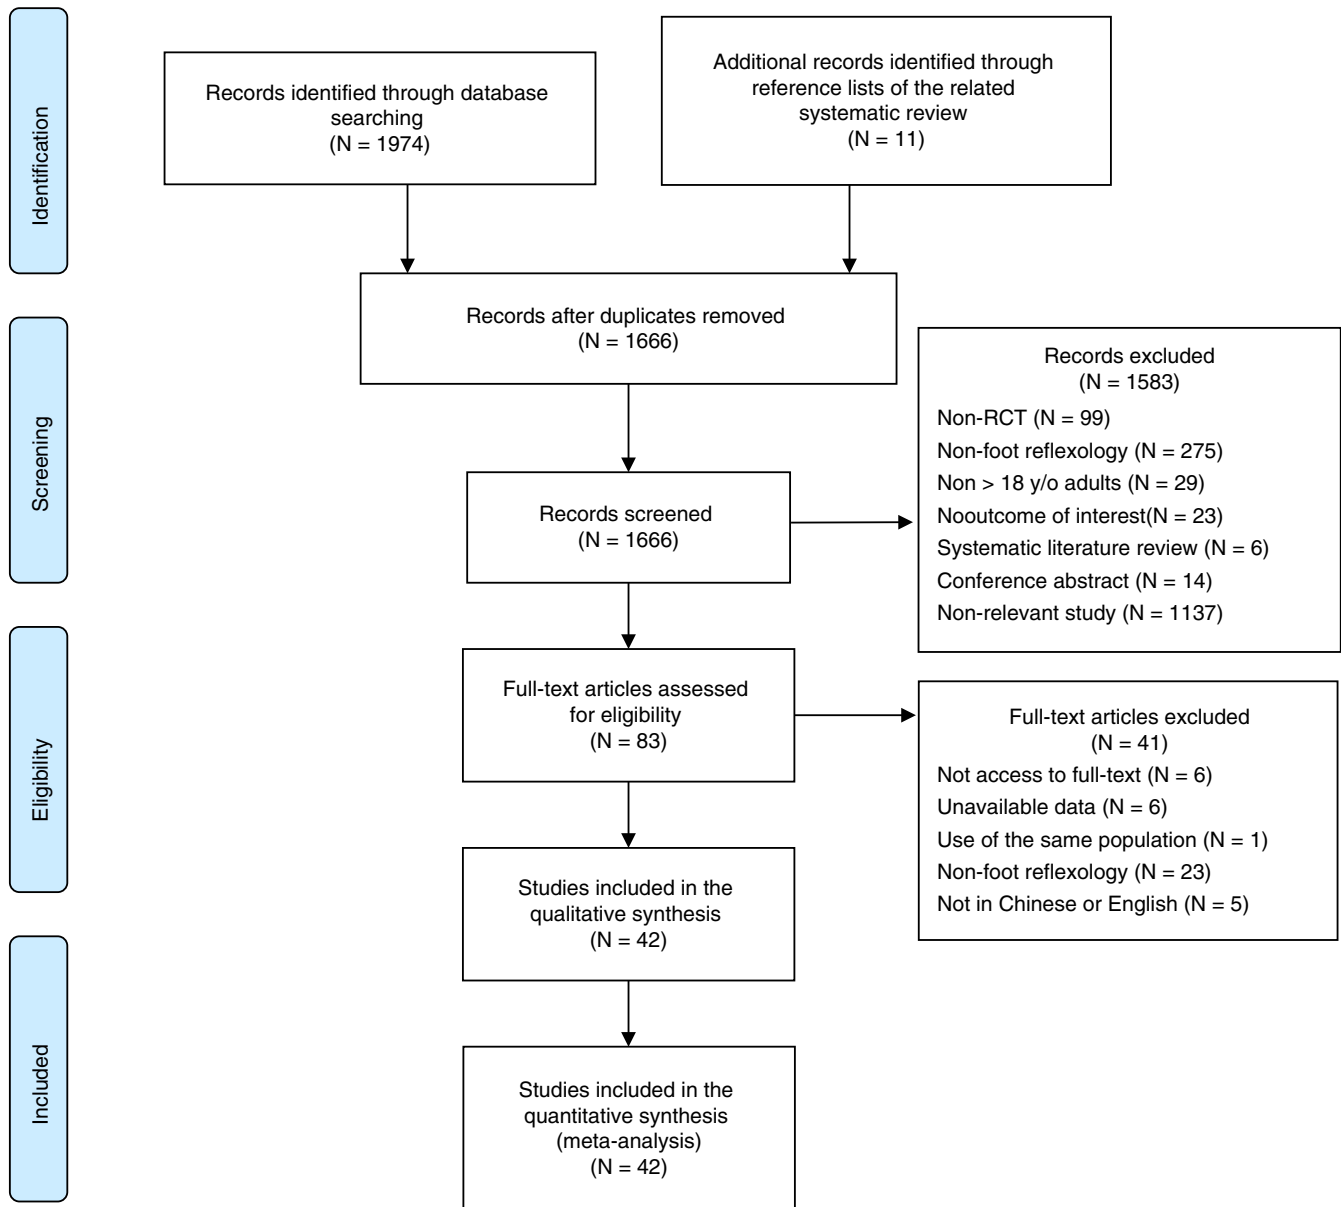 Identification
Records identified through database
searching
(N = 1974)
Additional records identified through
reference lists of the related
systematic review
(N = 11)
Records after duplicates removed
(N = 1666)
Screening
Records screened
(N = 1666)
Records excluded
(N = 1583)
Non-RCT (N = 99)
Non-foot reflexology (N = 275)
Non > 18 y/o adults (N = 29)
Nooutcome of interest(N = 23)
Systematic literature review (N = 6)
Conference abstract (N = 14)
Non-relevant study (N = 1137)
Eligibility
Full-text articles assessed
for eligibility
(N = 83)
Full-text articles excluded
(N = 41)
Not access to full-text (N = 6)
Unavailable data (N = 6)
Use of the same population (N = 1)
Non-foot reflexology (N = 23)
Not in Chinese or English (N = 5)
Studies included in the
qualitative synthesis
(N = 42)
Included
Studies included in the
quantitative synthesis
(meta-analysis)
(N = 42)